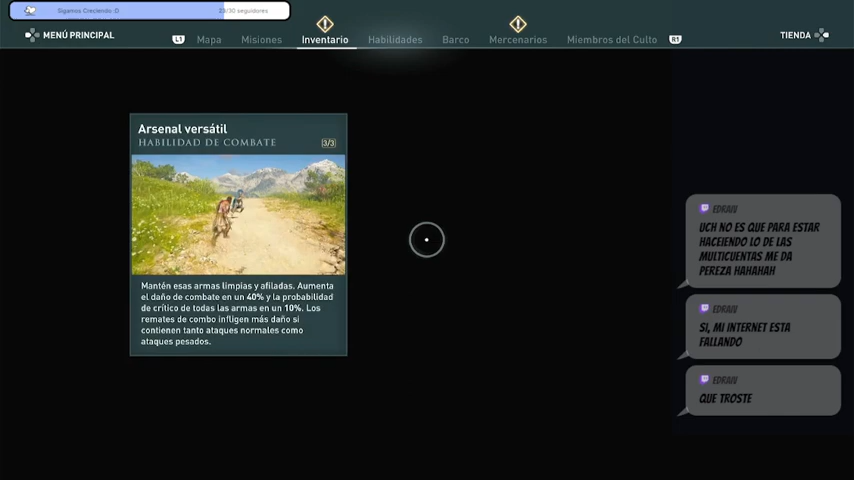 Sigamos Creciendo :D 23/30 seguidores
MENÚ PRINCIPAL L1 Mapa Misiones Inventario Habilidades Barco Mercenarios Miembros del Culto R1 TIENDA
Arsenal versátil
HABILIDAD DE COMBATE 3/3
Mantén esas armas limpias y afiladas. Aumenta
el daño de combate en un 40% y la probabilidad
de crítico de todas las armas en un 10%. Los
remates de combo infligen más daño si
contienen tanto ataques normales como
ataques pesados.
EDRAIV
UCH NO ES QUE PARA ESTAR
HACEIENDO LO DE LAS
MULTICUENTAS ME DA
PEREZA HAHAHAH
EDRAIV
SI, MI INTERNET ESTA
FALLANDO
EDRAIV
QUE TROSTE